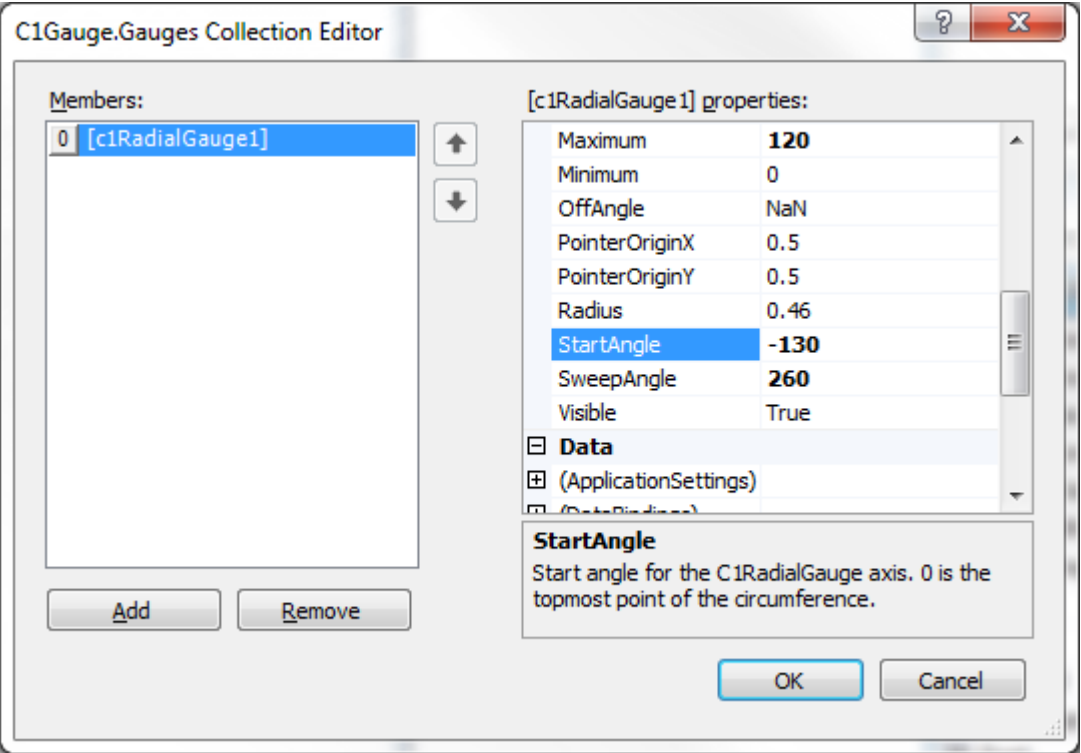 C1Gauge.Gauges Collection Editor
Members:
0 [c1RadialGauge1]
Add
Remove
[c1RadialGauge1] properties:
Maximum 120
Minimum 0
OffAngle NaN
PointerOriginX 0.5
PointerOriginY 0.5
Radius 0.46
StartAngle -130
SweepAngle 260
Visible True
Data
(ApplicationSettings)
(DataBindings)
StartAngle
Start angle for the C1RadialGauge axis. 0 is the
topmost point of the circumference.
OK
Cancel